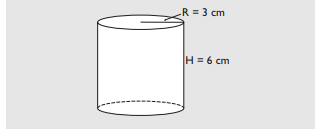 R = 3 cm
H = 6 cm